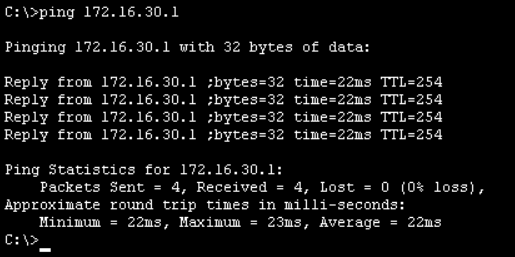 C:\>ping 172.16.30.1
Pinging 172.16.30.1 with 32 bytes of data:
Reply from 172.16.30.1 ;bytes=32 time=22ms TTL=254
Reply from 172.16.30.1 ;bytes=32 time=22ms TTL=254
Reply from 172.16.30.1 ;bytes=32 time=22ms TTL=254
Reply from 172.16.30.1 ;bytes=32 time=22ms TTL=254
Ping Statistics for 172.16.30.1:
Packets Sent = 4, Received = 4, Lost = 0 (0% loss),
Approximate round trip times in milli-seconds:
Minimum = 22ms, Maximum = 23ms, Average = 22ms
C:\>_